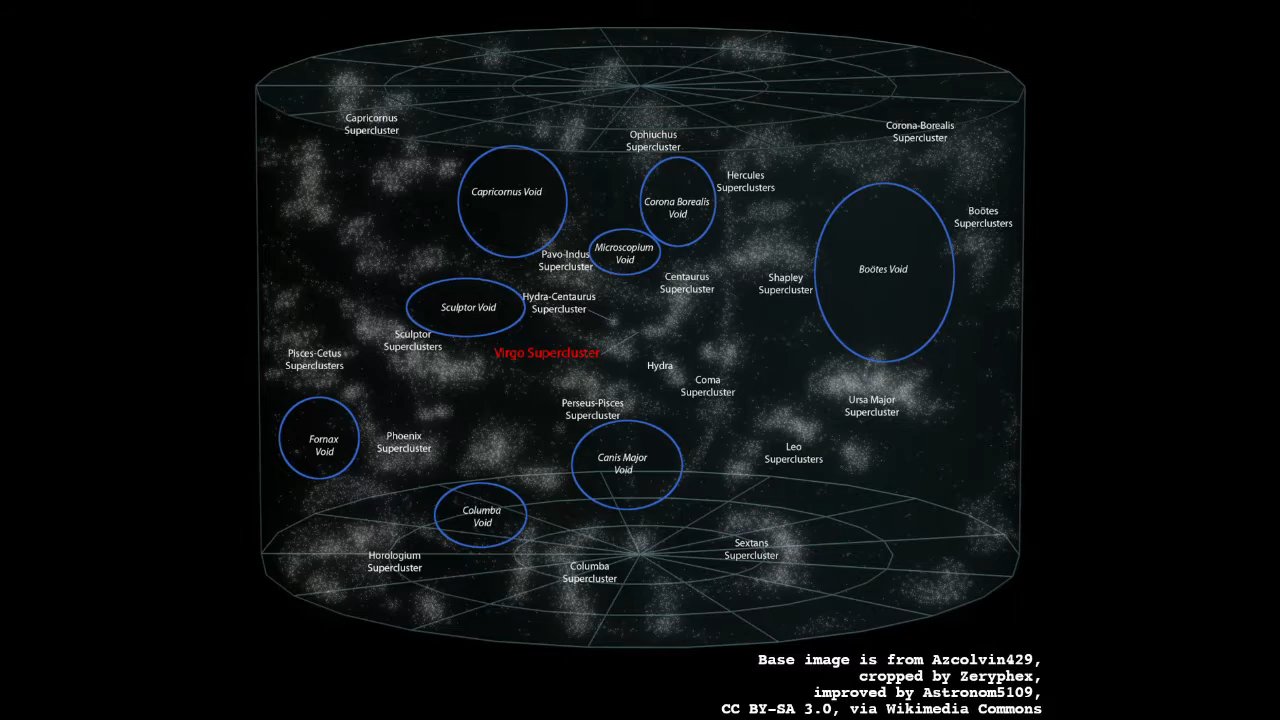 Capricornus
Supercluster
Ophiuchus
Supercluster
Corona-Borealis
Supercluster
Capricornus Void
Hercules
Superclusters
Corona Borealis
Void
Boötes
Superclusters
Microscopium
Void
Pavo-Indus
Supercluster
Boötes Void
Centaurus
Supercluster
Shapley
Supercluster
Hydra-Centaurus
Supercluster
Sculptor Void
Sculptor
Superclusters
Virgo Supercluster
Pisces-Cetus
Superclusters
Hydra
Coma
Supercluster
Perseus-Pisces
Supercluster
Ursa Major
Supercluster
Fornax
Void
Phoenix
Supercluster
Canis Major
Void
Leo
Superclusters
Columba
Void
Sextans
Supercluster
Horologium
Supercluster
Columba
Supercluster
Base image is from Azcolvin429,
cropped by Zeryphex,
improved by Astronom5109,
CC BY-SA 3.0, via Wikimedia Commons